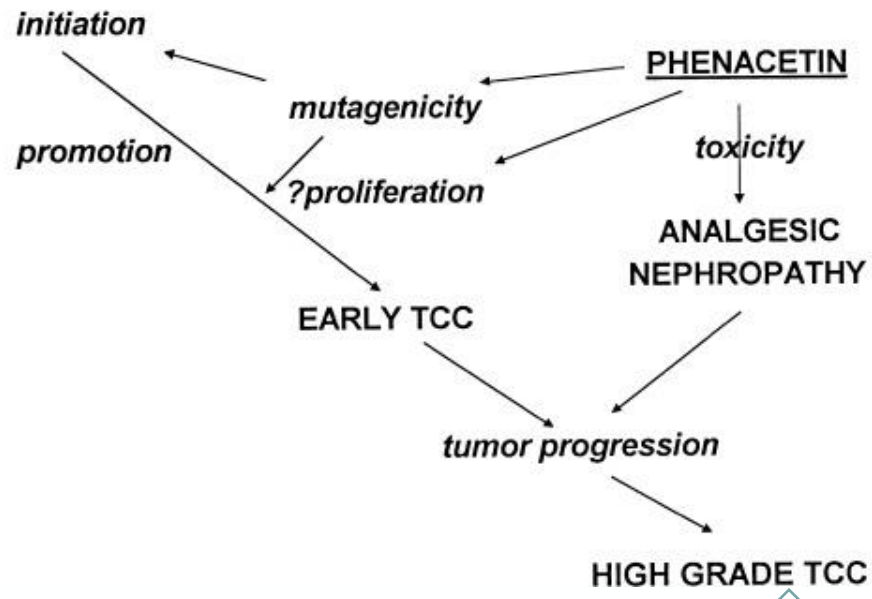 initiation
PHENACETIN
mutagenicity
promotion
toxicity
?proliferation
ANALGESIC
NEPHROPATHY
EARLY TCC
tumor progression
HIGH GRADE TCC